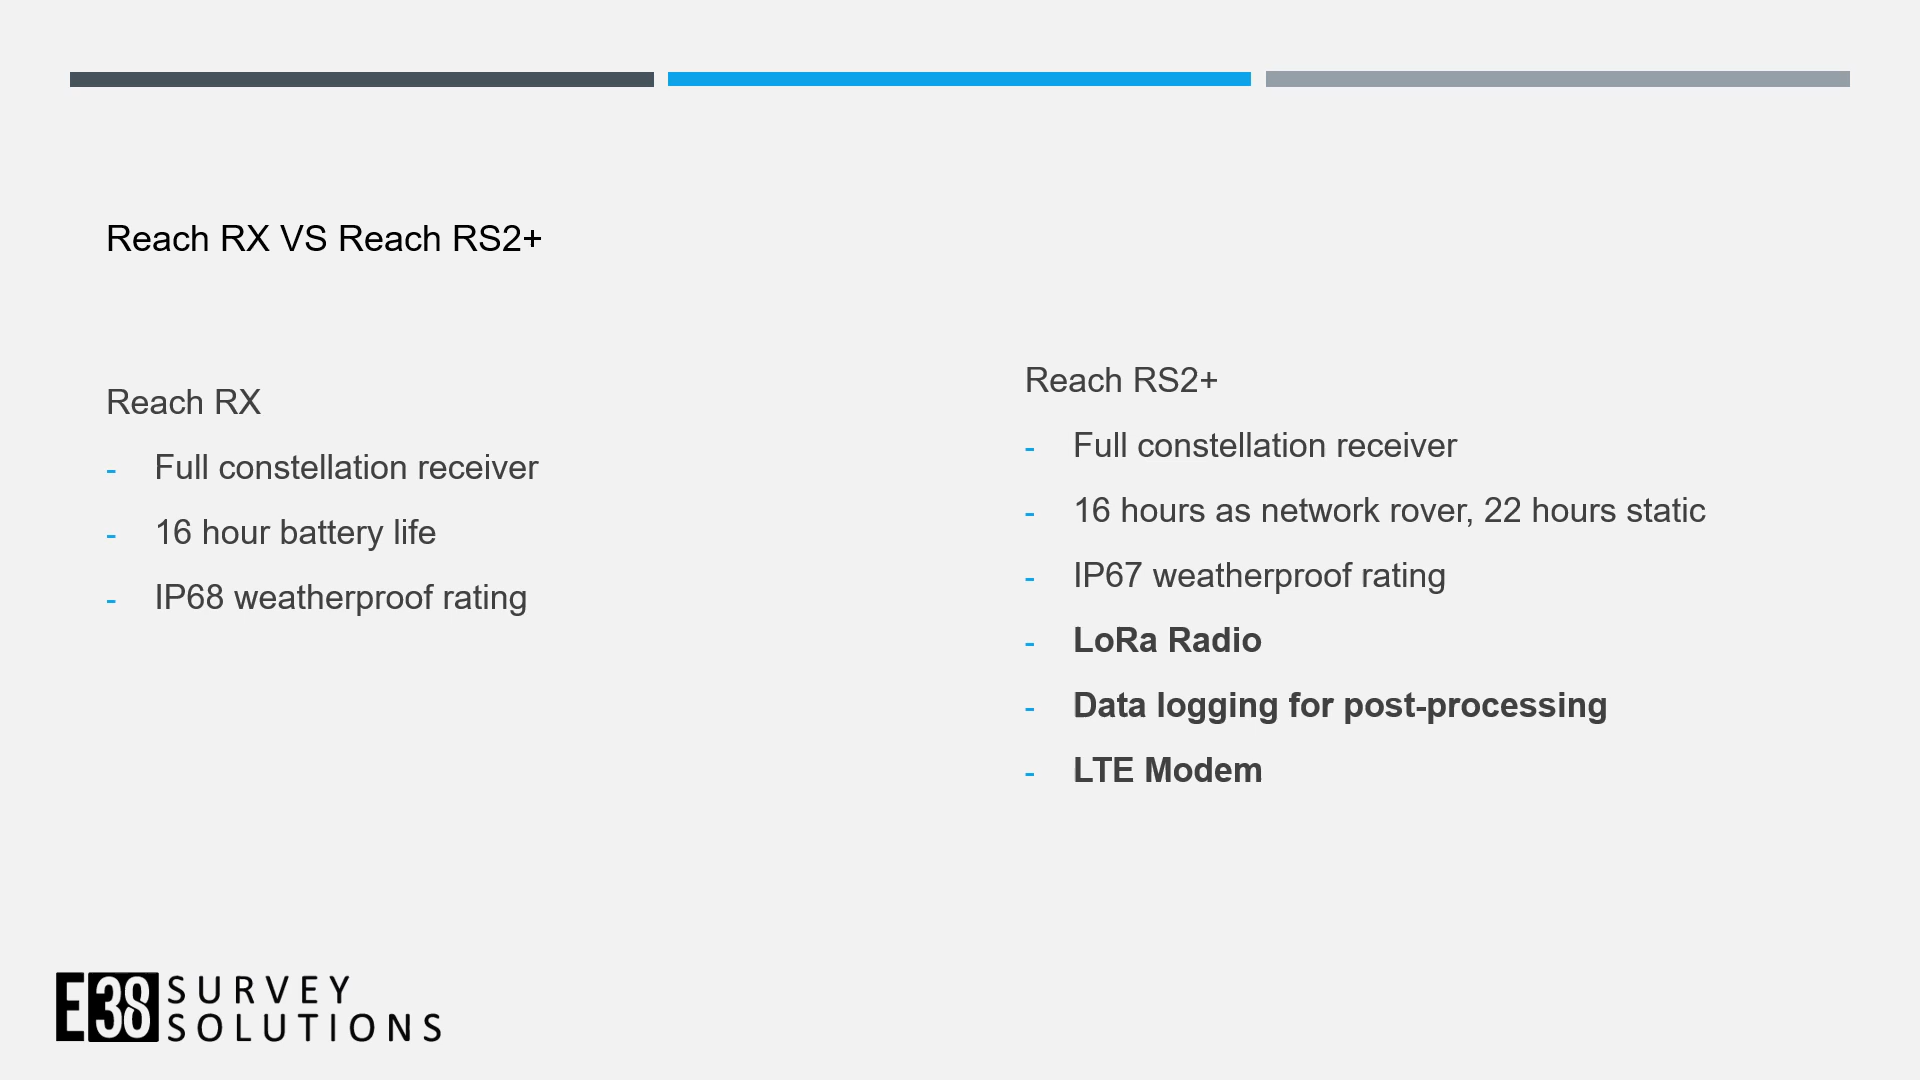 Reach RX VS Reach RS2+
Reach RX
- Full constellation receiver
- 16 hour battery life
- IP68 weatherproof rating
Reach RS2+
- Full constellation receiver
- 16 hours as network rover, 22 hours static
- IP67 weatherproof rating
- LoRa Radio
- Data logging for post-processing
- LTE Modem
E38 SURVEY
SOLUTIONS